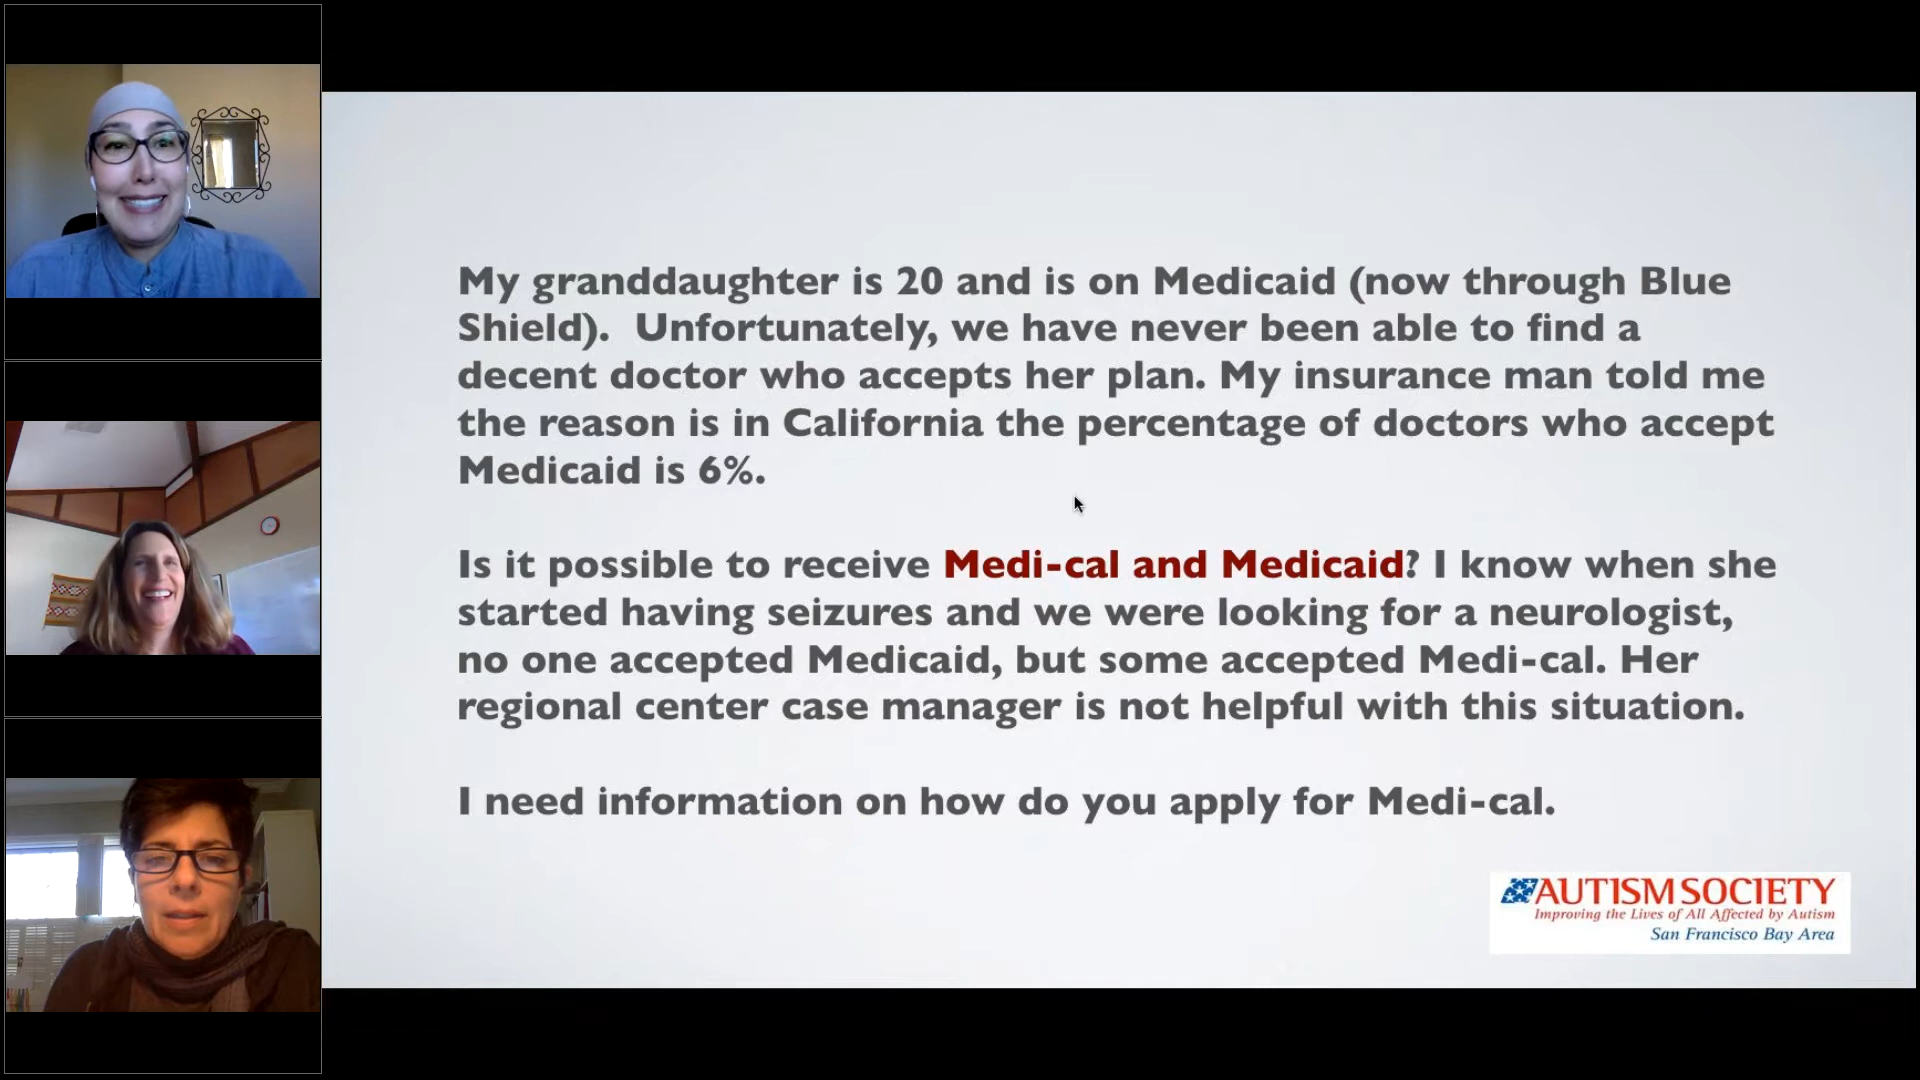 My granddaughter is 20 and is on Medicaid (now through Blue
Shield).  Unfortunately, we have never been able to find a
decent doctor who accepts her plan. My insurance man told me
the reason is in California the percentage of doctors who accept
Medicaid is 6%.
Is it possible to receive Medi-cal and Medicaid? I know when she
started having seizures and we were looking for a neurologist,
no one accepted Medicaid, but some accepted Medi-cal. Her
regional center case manager is not helpful with this situation.
I need information on how do you apply for Medi-cal.
AUTISM SOCIETY
Improving the Lives of All Affected by Autism
San Francisco Bay Area